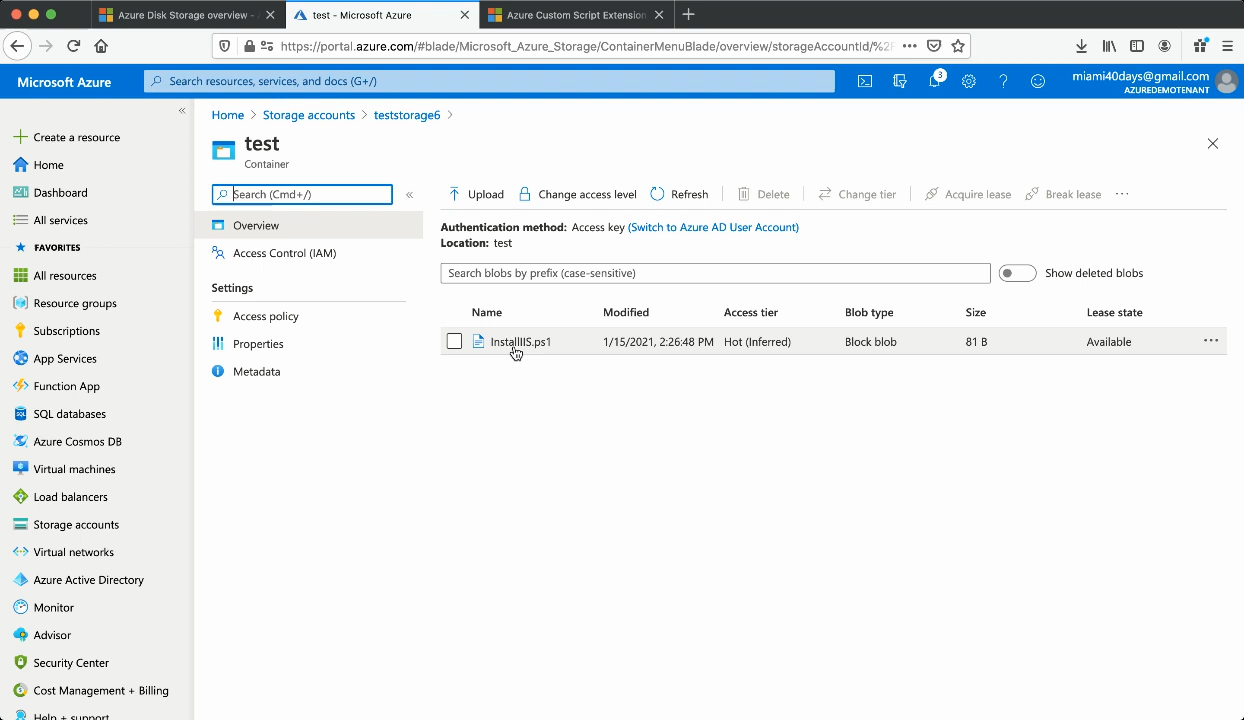 Azure Disk Storage overview -
test - Microsoft Azure
Azure Custom Script Extension
https://portal.azure.com/#blade/Microsoft_Azure_Storage/ContainerMenuBlade/overview/storageAccountId/%2F
Microsoft Azure
Search resources, services, and docs (G+/)
3
miami40days@gmail.com
AZUREDEMOTENANT
Home > Storage accounts > teststorage6 >
test
Container
Search (Cmd+/)
Overview
Access Control (IAM)
Settings
Access policy
Properties
Metadata
Create a resource
Home
Dashboard
All services
FAVORITES
All resources
Resource groups
Subscriptions
App Services
Function App
SQL databases
Azure Cosmos DB
Virtual machines
Load balancers
Storage accounts
Virtual networks
Azure Active Directory
Monitor
Advisor
Security Center
Cost Management + Billing
Help + support
Upload Change access level Refresh Delete Change tier Acquire lease Break lease
Authentication method: Access key (Switch to Azure AD User Account)
Location: test
Search blobs by prefix (case-sensitive)
Show deleted blobs
Name Modified Access tier Blob type Size Lease state
InstallIIS.ps1 1/15/2021, 2:26:48 PM Hot (Inferred) Block blob 81 B Available